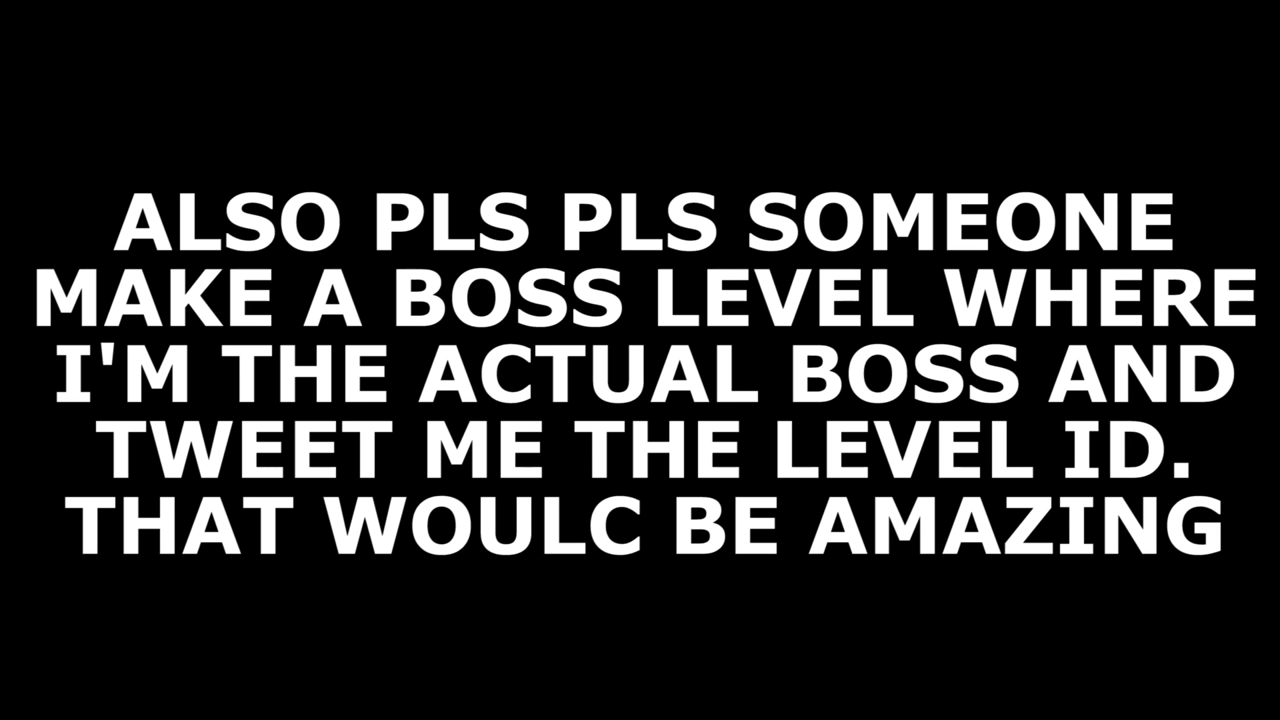 ALSO PLS PLS SOMEONE
MAKE A BOSS LEVEL WHERE
I'M THE ACTUAL BOSS AND
TWEET ME THE LEVEL ID.
THAT WOULC BE AMAZING